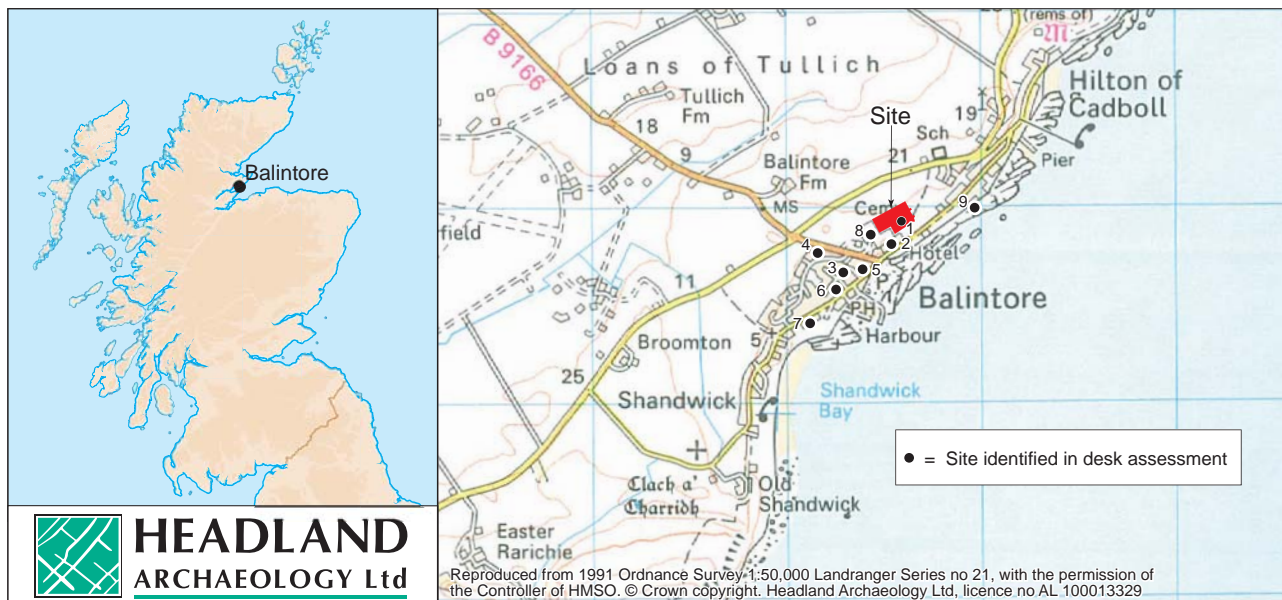 Balintore
HEADLAND
ARCHAEOLOGY Ltd
(rems of)
B 9166
Loans of Tullich
Hilton of
Cadboll
Tullich
Fm
19
Site
18
Sch
9
21
Pier
Balintore
Fm
MS
Cem
9
1
8
2
field
4
Hotel
3
5
P
11
6
Balintore
PH
7
5
Harbour
Broomton
25
Shandwick
Shandwick
Bay
• = Site identified in desk assessment
Clach a'
Charridh
Old
Shandwick
Easter
Rarichie
Reproduced from 1991 Ordnance Survey 1:50,000 Landranger Series no 21, with the permission of
the Controller of HMSO. © Crown copyright. Headland Archaeology Ltd, licence no AL 100013329